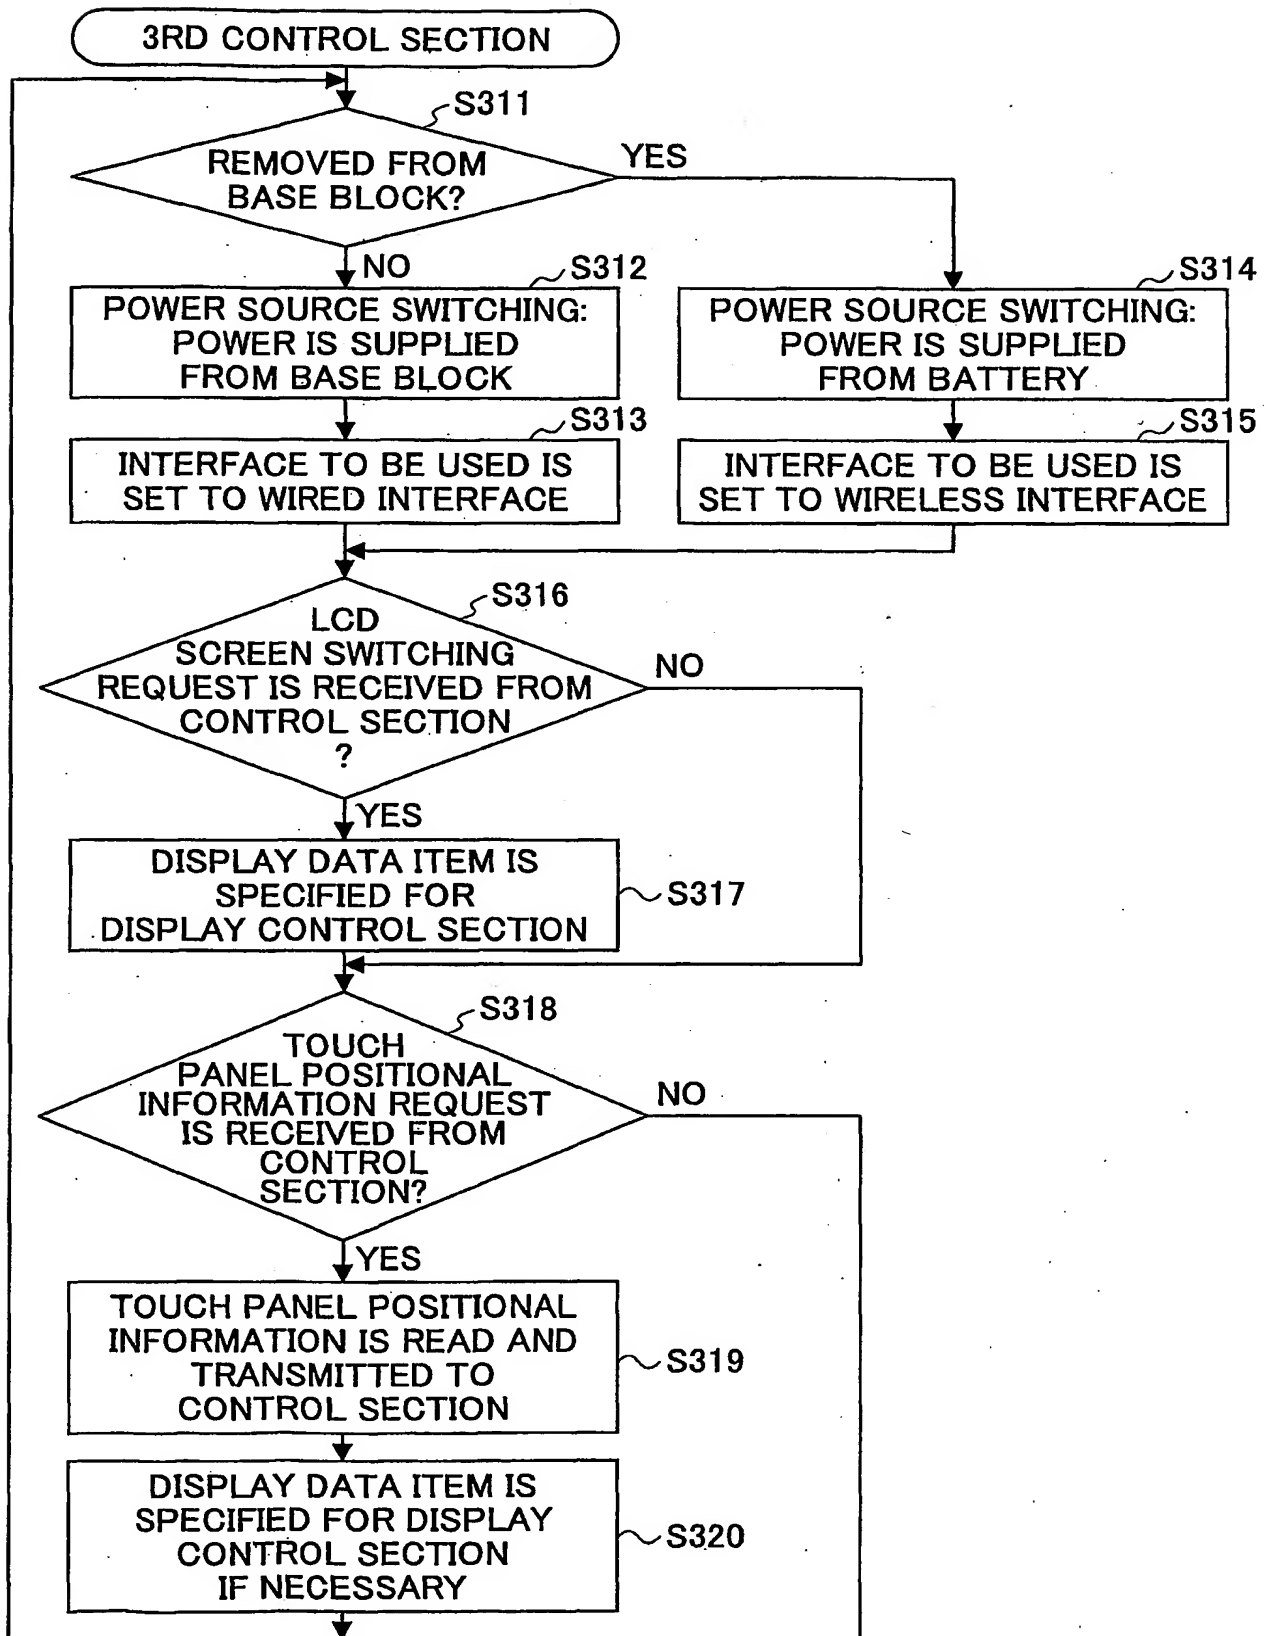 3RD CONTROL SECTION
S311
REMOVED FROM
BASE BLOCK?
YES
NO
S312
POWER SOURCE SWITCHING:
POWER IS SUPPLIED
FROM BASE BLOCK
S314
POWER SOURCE SWITCHING:
POWER IS SUPPLIED
FROM BATTERY
S313
INTERFACE TO BE USED IS
SET TO WIRED INTERFACE
S315
INTERFACE TO BE USED IS
SET TO WIRELESS INTERFACE
S316
LCD
SCREEN SWITCHING
REQUEST IS RECEIVED FROM
CONTROL SECTION
?
NO
YES
DISPLAY DATA ITEM IS
SPECIFIED FOR
DISPLAY CONTROL SECTION
S317
S318
TOUCH
PANEL POSITIONAL
INFORMATION REQUEST
IS RECEIVED FROM
CONTROL
SECTION?
NO
YES
TOUCH PANEL POSITIONAL
INFORMATION IS READ AND
TRANSMITTED TO
CONTROL SECTION
S319
DISPLAY DATA ITEM IS
SPECIFIED FOR DISPLAY
CONTROL SECTION
IF NECESSARY
S320